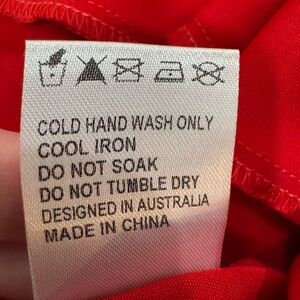 COLD HAND WASH ONLY
COOL IRON
DO NOT SOAK
DO NOT TUMBLE DRY
DESIGNED IN AUSTRALIA
MADE IN CHINA